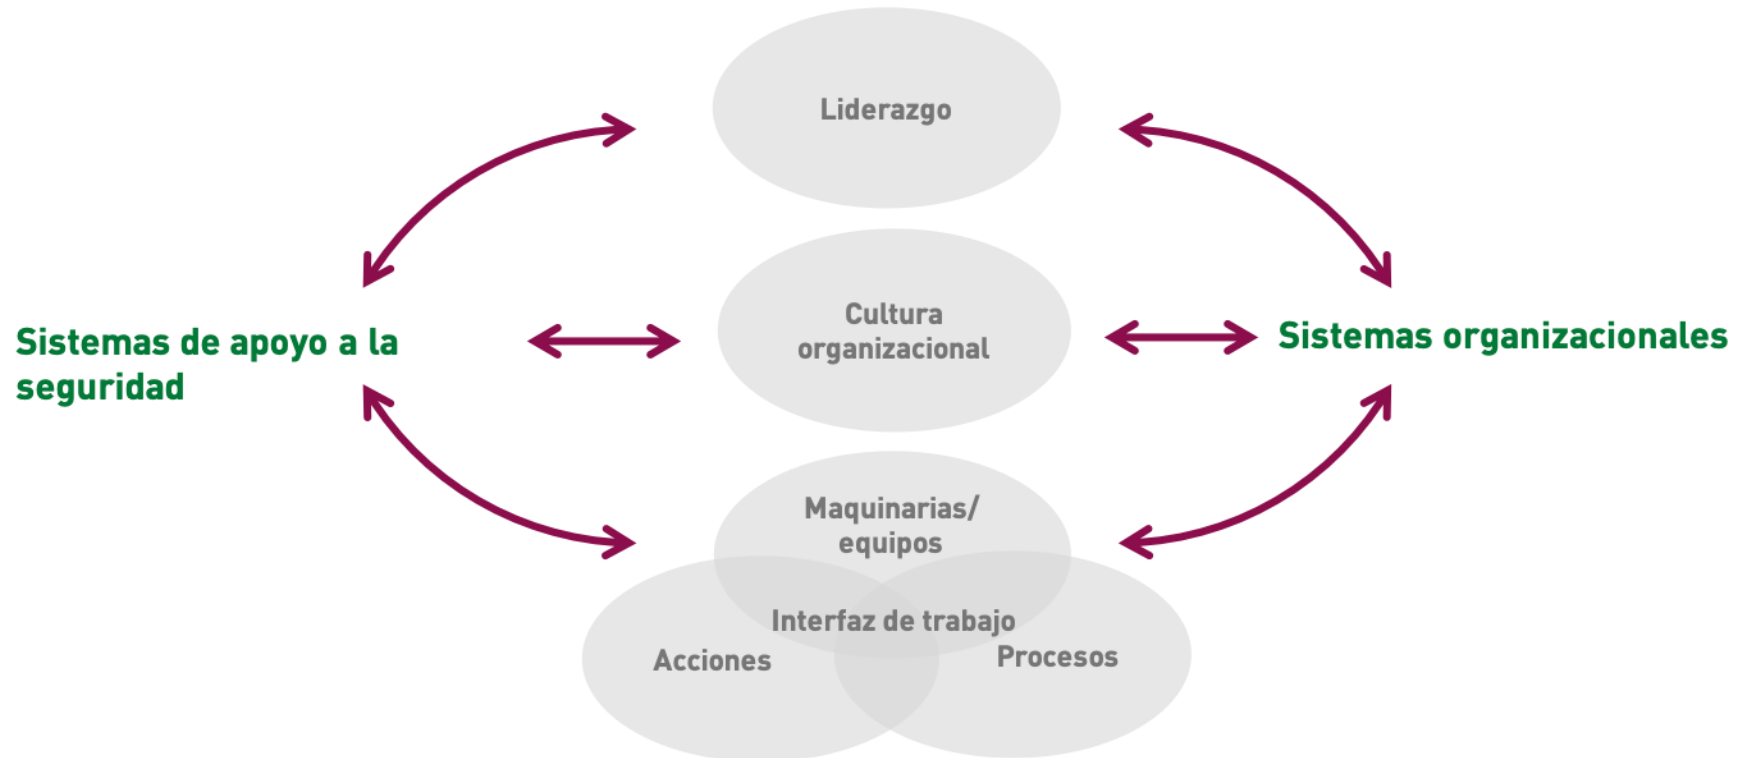 Liderazgo
Sistemas de apoyo a la
seguridad
Cultura
organizacional
Sistemas organizacionales
Maquinarias/
equipos
Interfaz de trabajo
Acciones
Procesos